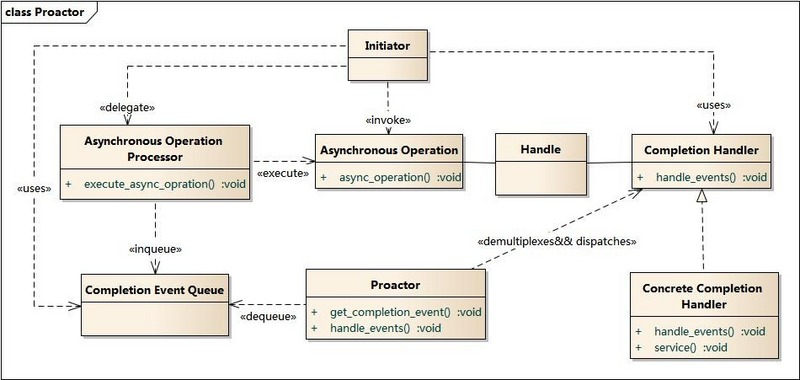 class Proactor
Initiator
«delegate»
«invoke»
«uses»
Asynchronous Operation
Processor
+ execute_async_opration() :void
«execute»
Asynchronous Operation
+ async_operation() :void
Handle
Completion Handler
+ handle_events() :void
«uses»
«inqueue»
«demultiplexes&& dispatches»
Completion Event Queue
«dequeue»
Proactor
+ get_completion_event() :void
+ handle_events() :void
Concrete Completion
Handler
+ handle_events() :void
+ service() :void